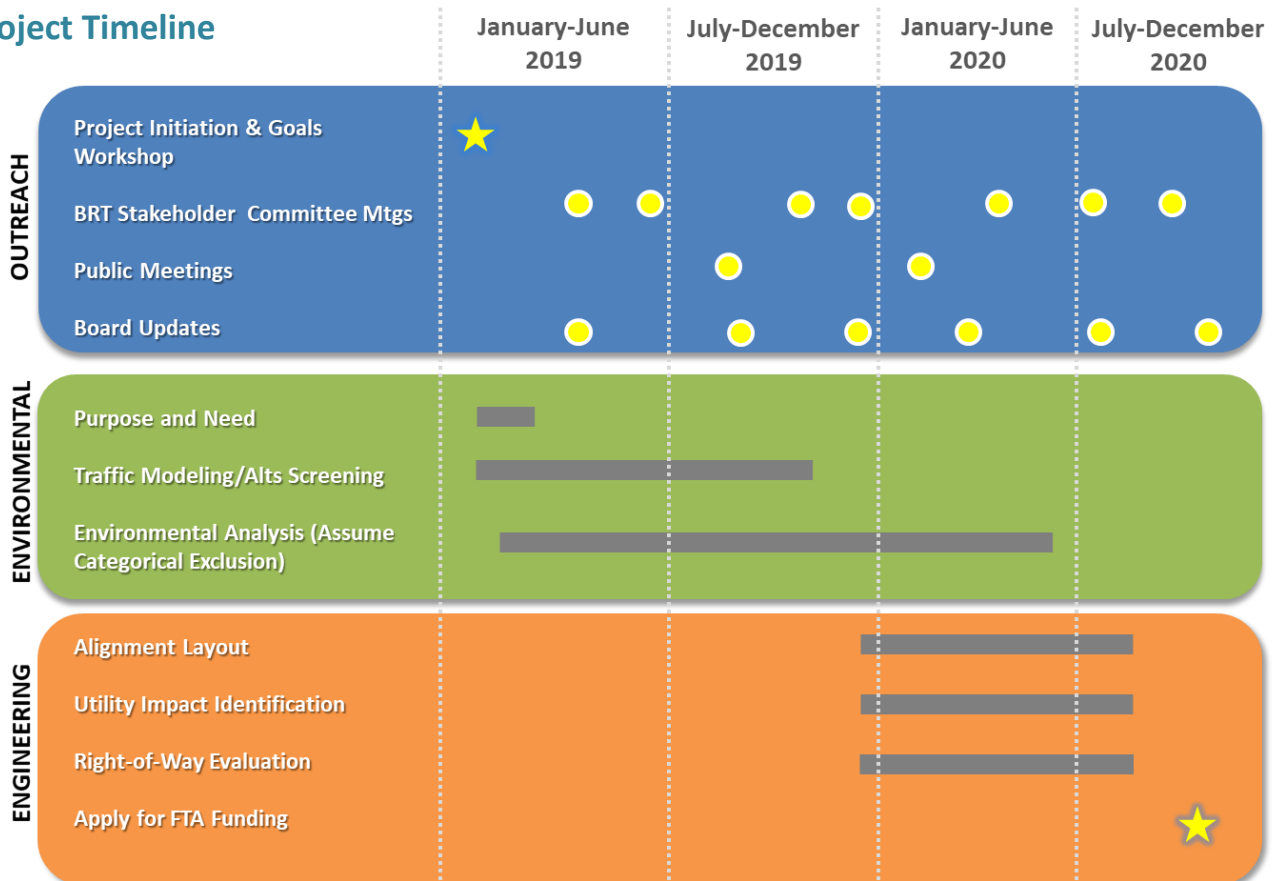 oject Timeline
January-June
2019
July-December
2019
January-June
2020
July-December
2020
OUTREACH
Project Initiation & Goals
Workshop
BRT Stakeholder Committee Mtgs
Public Meetings
Board Updates
ENVIRONMENTAL
Purpose and Need
Traffic Modeling/Alts Screening
Environmental Analysis (Assume
Categorical Exclusion)
ENGINEERING
Alignment Layout
Utility Impact Identification
Right-of-Way Evaluation
Apply for FTA Funding